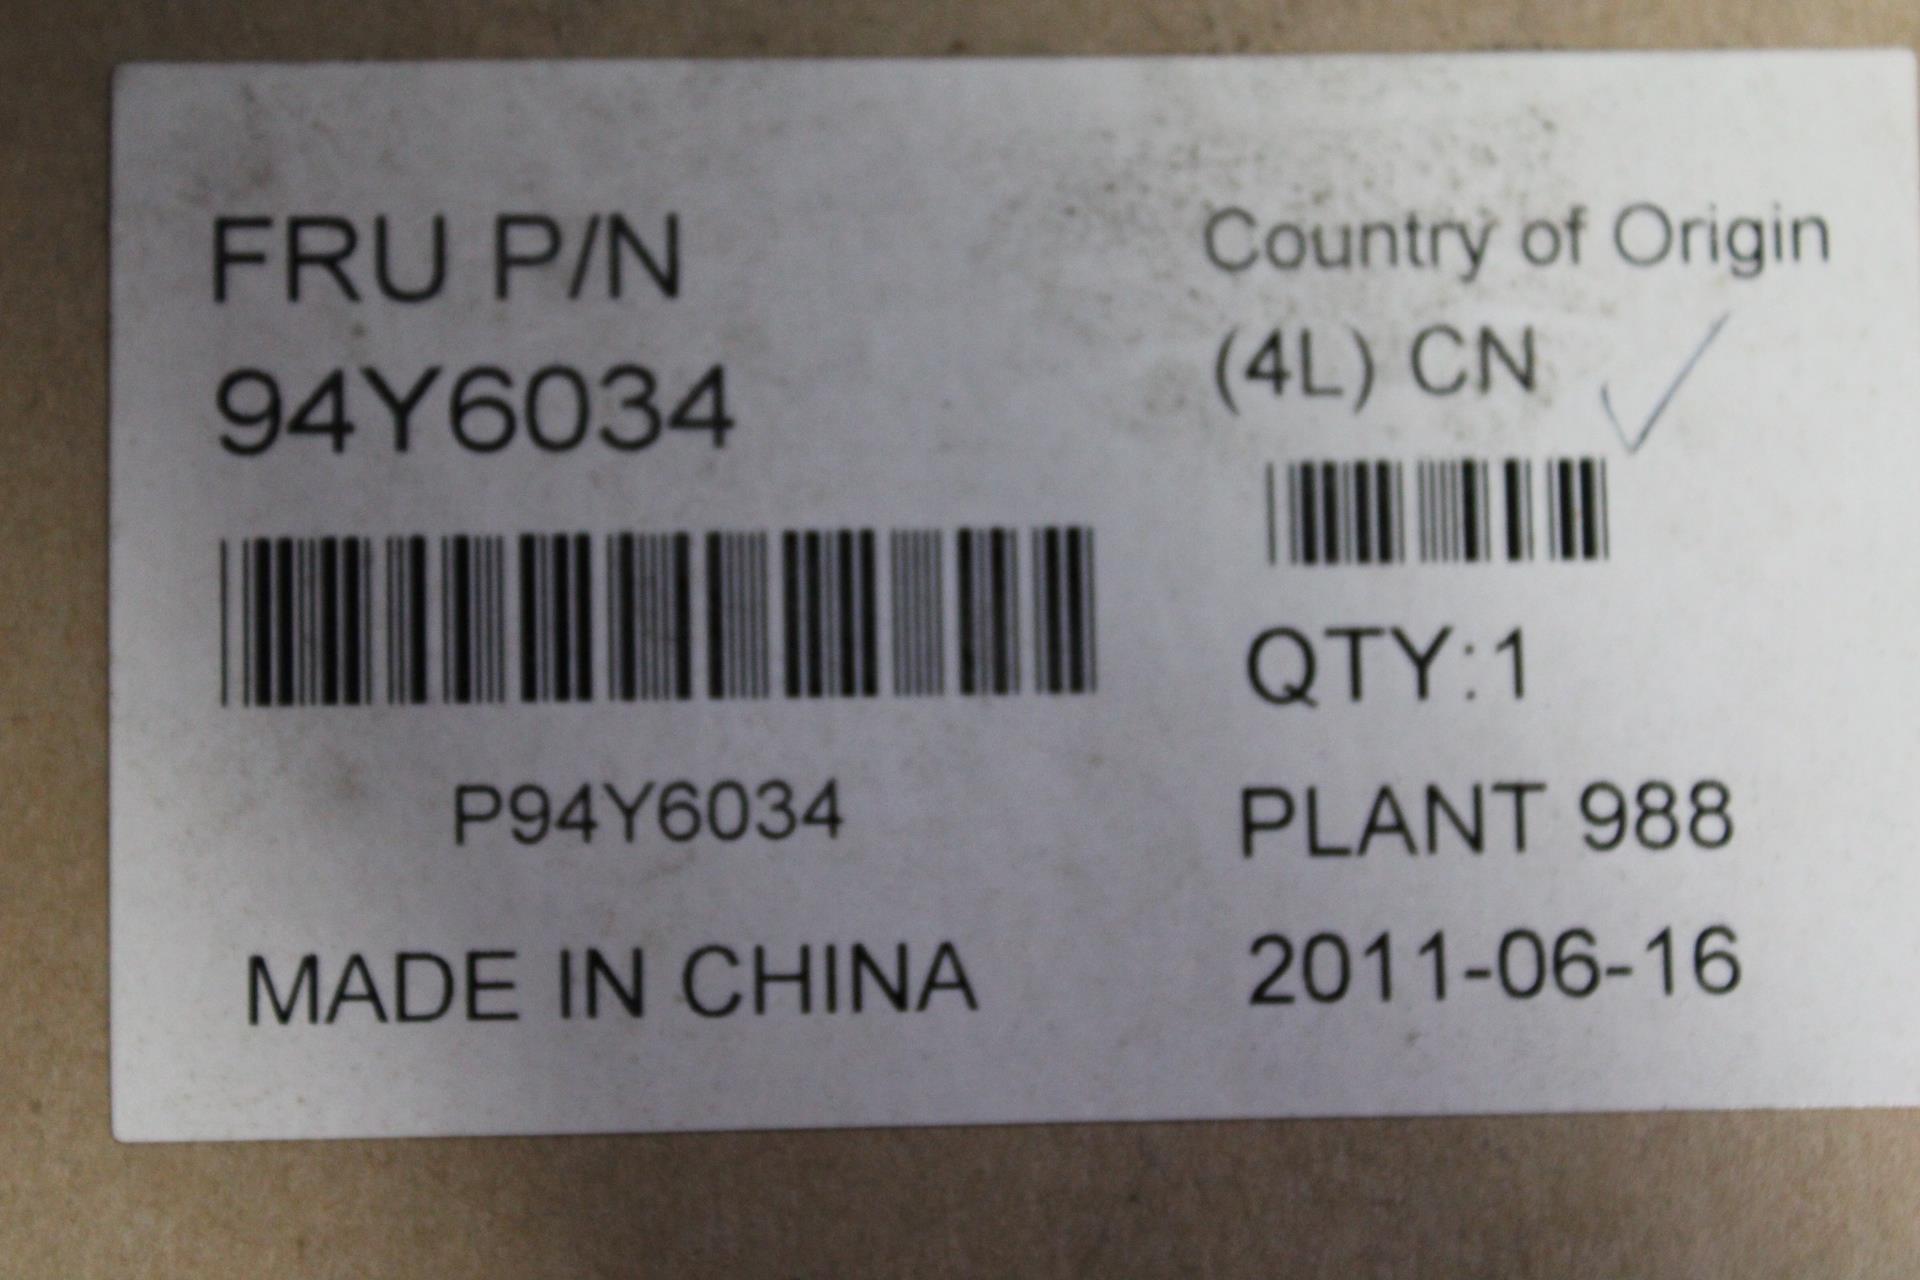 FRU P/N
94Y6034
P94Y6034
MADE IN CHINA
Country of Origin
(4L) CN
QTY:1
PLANT 988
2011-06-16